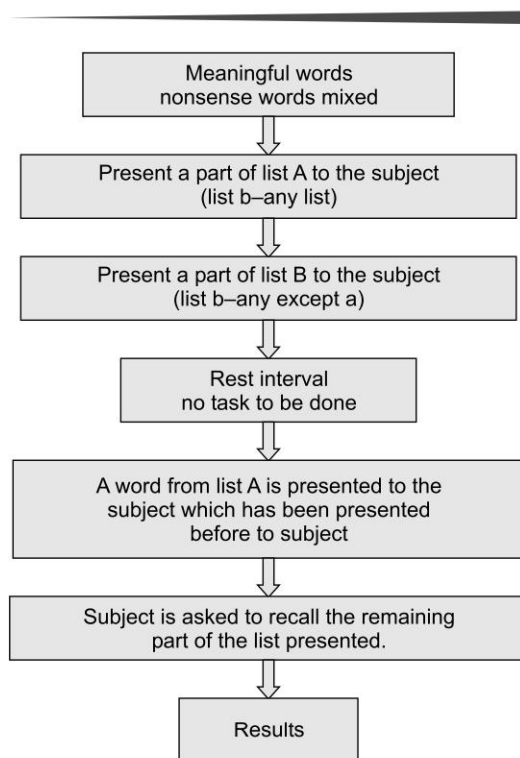 Meaningful words
nonsense words mixed
Present a part of list A to the subject
(list b–any list)
Present a part of list B to the subject
(list b–any except a)
Rest interval
no task to be done
A word from list A is presented to the
subject which has been presented
before to subject
Subject is asked to recall the remaining
part of the list presented.
Results